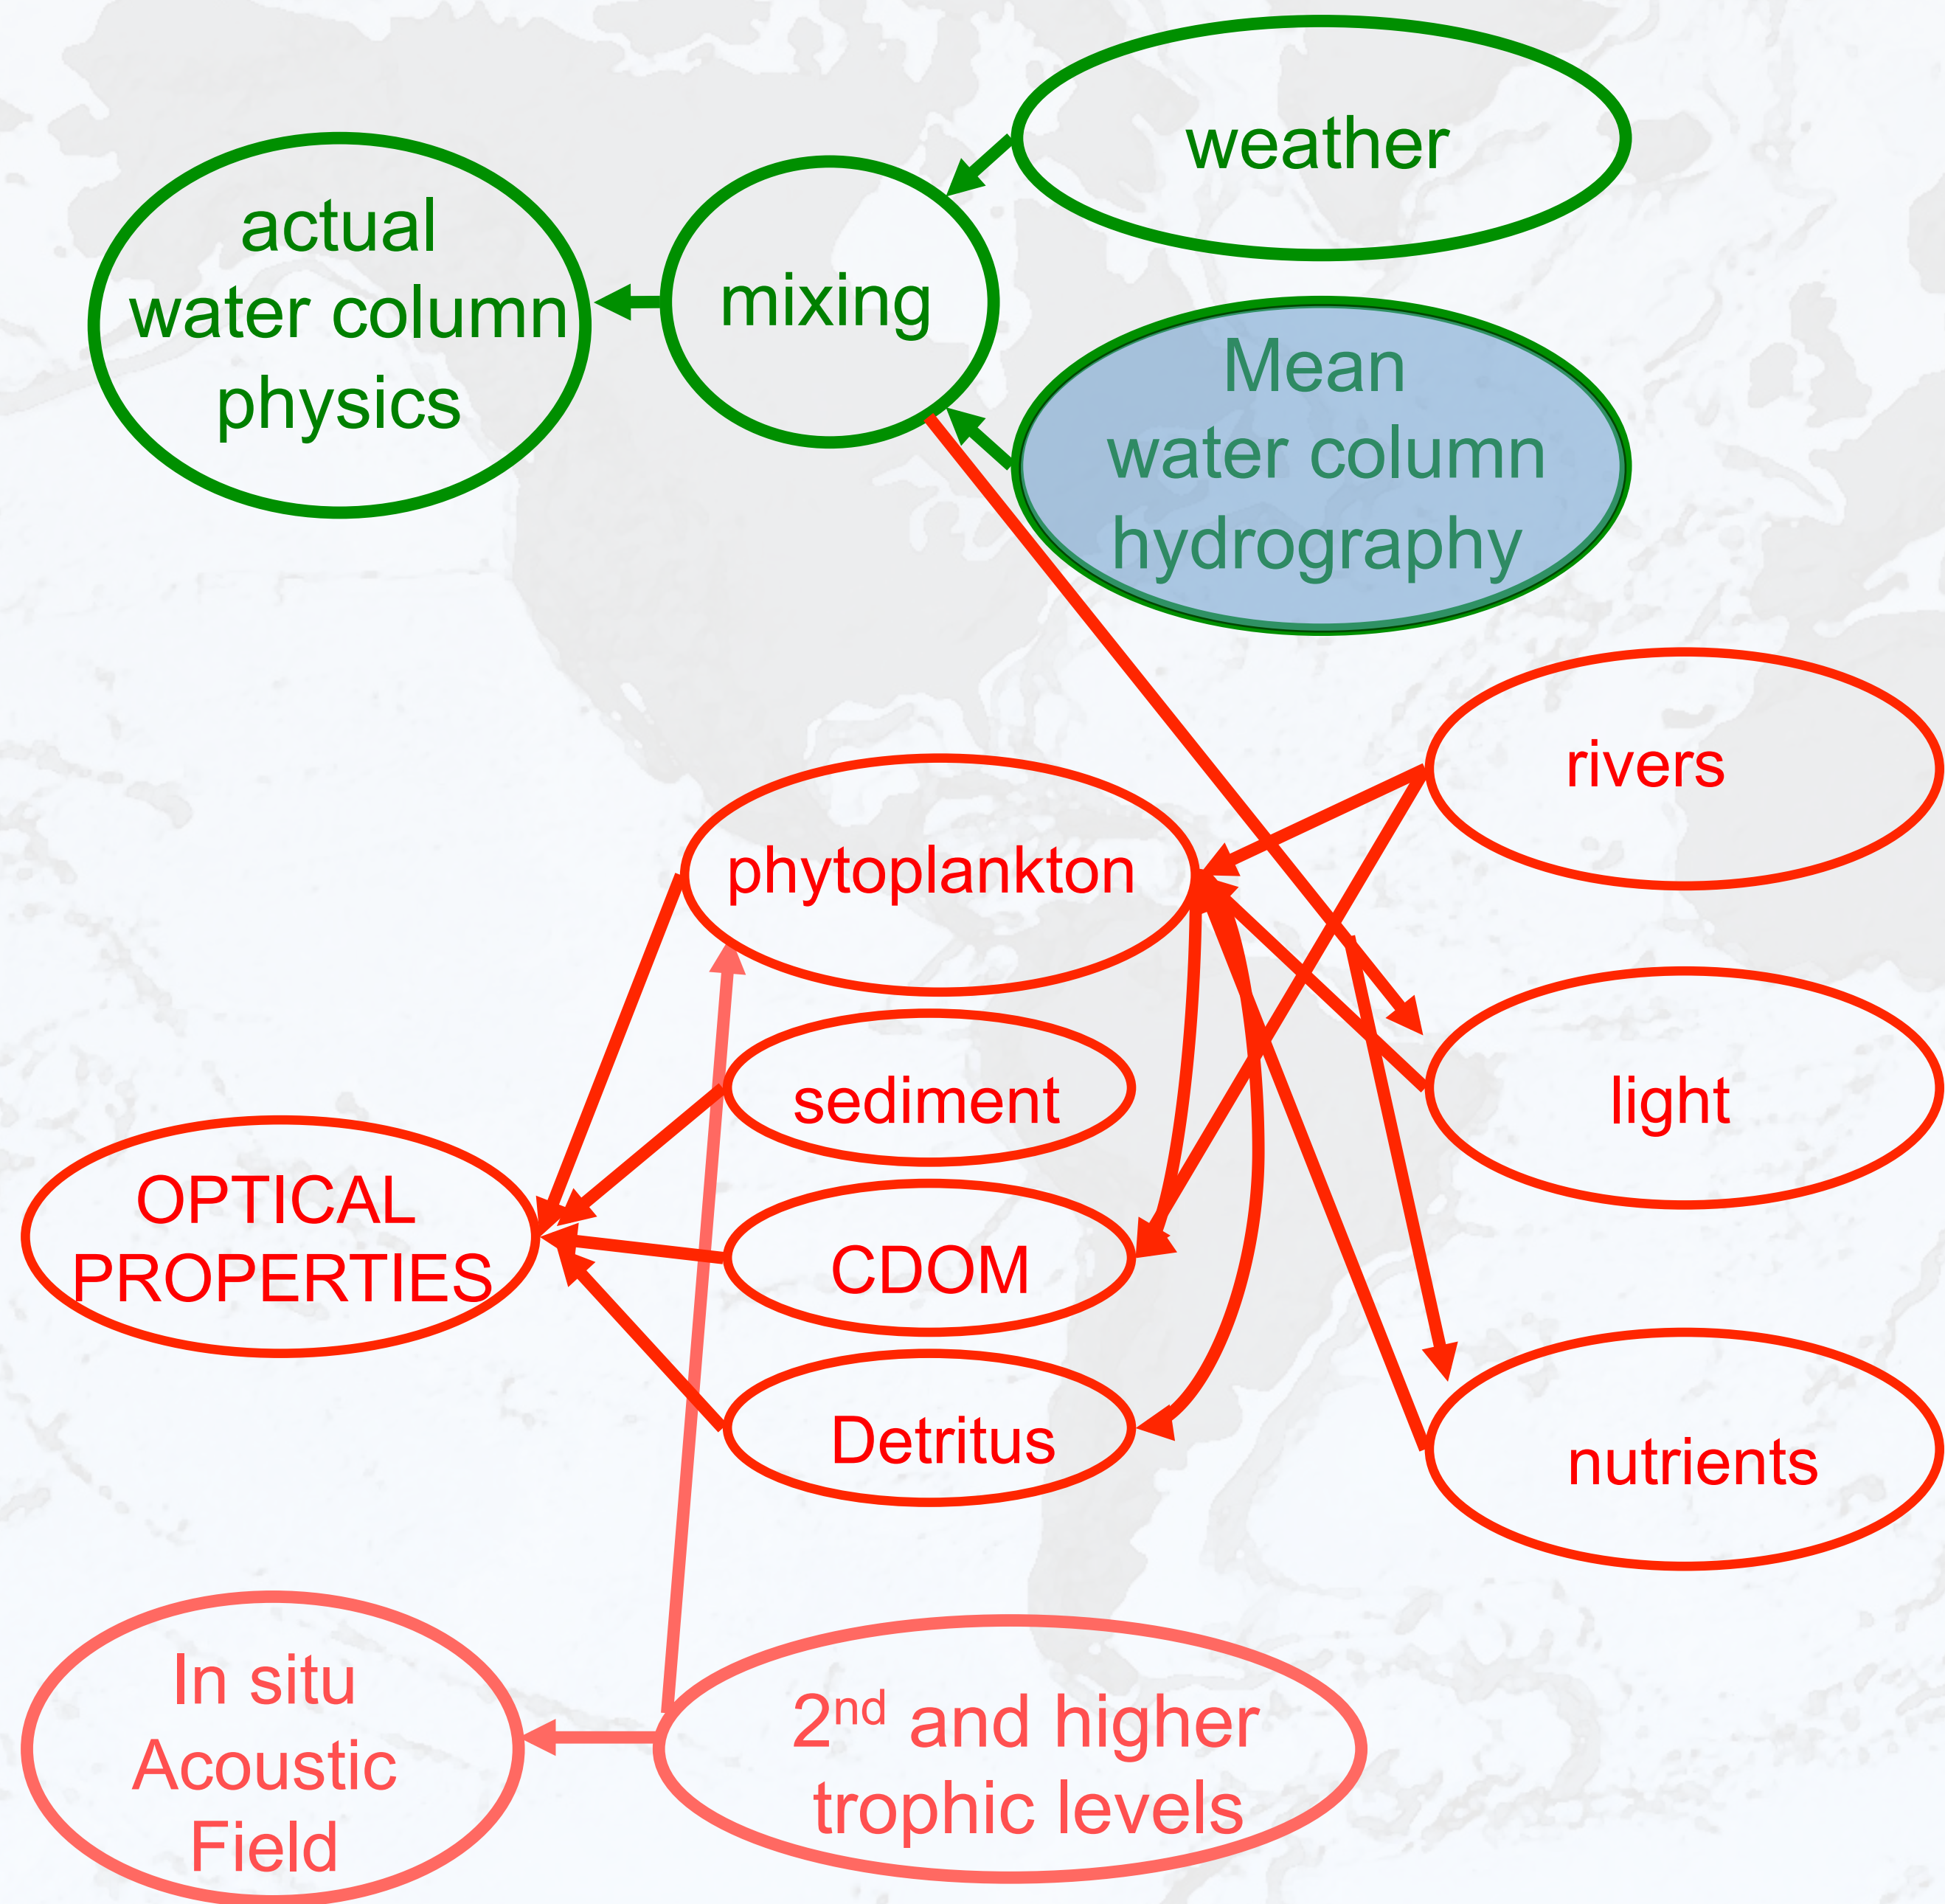 weather
actual
water column
physics
mixing
Mean
water column
hydrography
rivers
phytoplankton
sediment
light
OPTICAL
PROPERTIES
CDOM
Detritus
nutrients
In situ
Acoustic
Field
2nd and higher
trophic levels